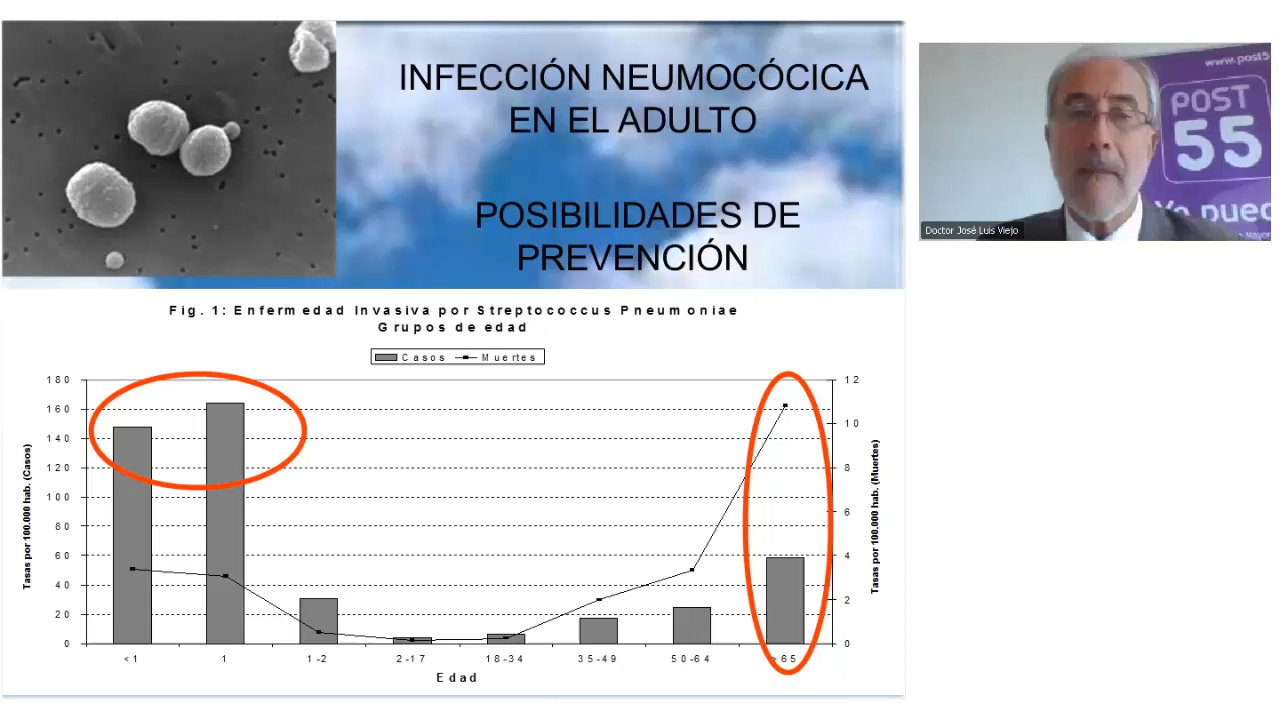 INFECCIÓN NEUMOCÓCICA
EN EL ADULTO
POSIBILIDADES DE
PREVENCIÓN
www.post5
POST
55
Yo pued
Mayor
Doctor José Luis Viejo
Fig. 1: Enfermedad Invasiva por Streptococcus Pneumoniae
Grupos de edad
Casos Muertes
180
160
140
120
100
80
60
40
20
0
Tasas por 100.000 hab. (Casos)
12
10
8
6
4
2
0
Tasas por 100.000 hab. (Muertes)
<1 1 1-2 2-17 18-34 35-49 50-64 65
Edad